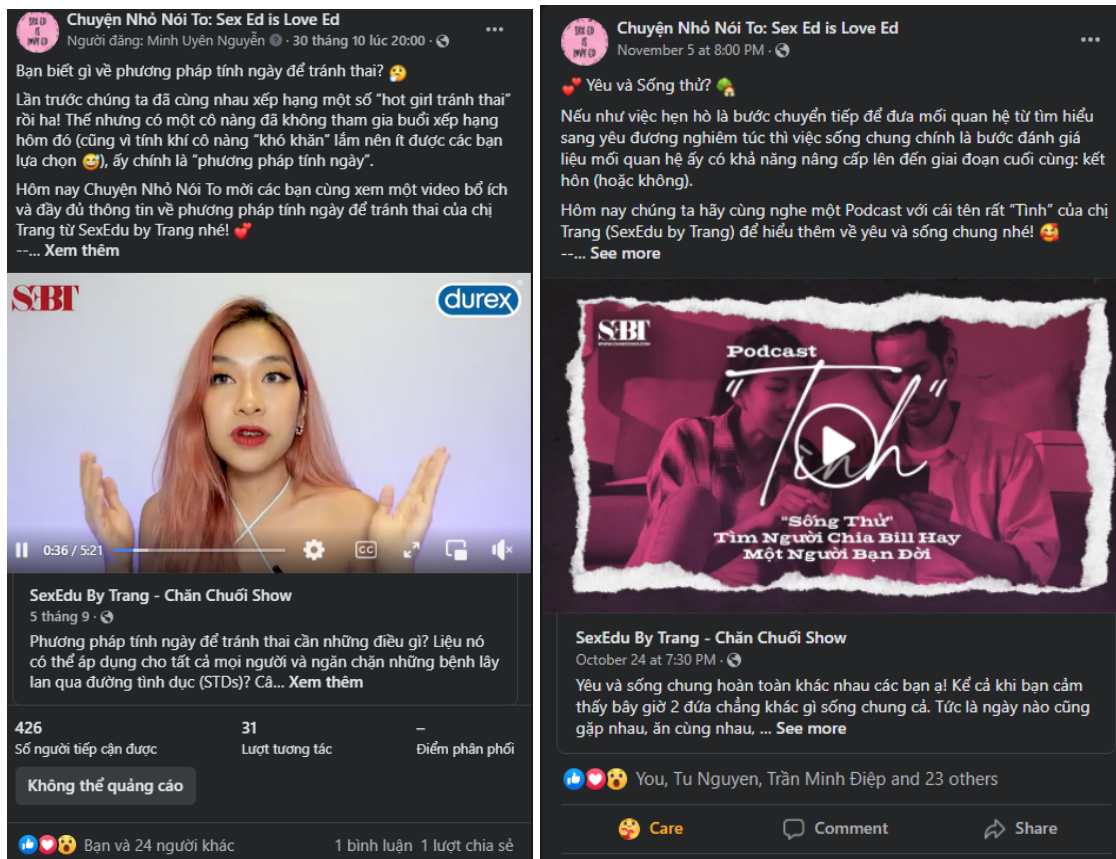 SEX ED
IS
LOVE ED
Chuyện Nhỏ Nói To: Sex Ed is Love Ed
Người đăng: Minh Uyên Nguyễn · 30 tháng 10 lúc 20:00 ·
Bạn biết gì về phương pháp tính ngày để tránh thai? 🤔
Lần trước chúng ta đã cùng nhau xếp hạng một số “hot girl tránh thai”
rồi ha! Thế nhưng có một cô nàng đã không tham gia buổi xếp hạng
hôm đó (cũng vì tính khí cô nàng “khó khăn” lắm nên ít được các bạn
lựa chọn 😅), ấy chính là “phương pháp tính ngày”.
Hôm nay Chuyện Nhỏ Nói To mời các bạn cùng xem một video bổ ích
và đầy đủ thông tin về phương pháp tính ngày để tránh thai của chị
Trang từ SexEdu by Trang nhé! 💕
--... Xem thêm
SEBT
durex
0:36 / 5:21
CC
SexEdu By Trang - Chăn Chuối Show
5 tháng 9 ·
Phương pháp tính ngày để tránh thai cần những điều gì? Liệu nó
có thể áp dụng cho tất cả mọi người và ngăn chặn những bệnh lây
lan qua đường tình dục (STDs)? Câ... Xem thêm
426
Số người tiếp cận được
31
Lượt tương tác
–
Điểm phân phối
Không thể quảng cáo
Bạn và 24 người khác
1 bình luận 1 lượt chia sẻ
SEX ED
IS
LOVE ED
Chuyện Nhỏ Nói To: Sex Ed is Love Ed
November 5 at 8:00 PM ·
💕 Yêu và Sống thử? 🏡
Nếu như việc hẹn hò là bước chuyển tiếp để đưa mối quan hệ từ tìm hiểu
sang yêu đương nghiêm túc thì việc sống chung chính là bước đánh giá
liệu mối quan hệ ấy có khả năng nâng cấp lên đến giai đoạn cuối cùng: kết
hôn (hoặc không).
Hôm nay chúng ta hãy cùng nghe một Podcast với cái tên rất “Tình” của chị
Trang (SexEdu by Trang) để hiểu thêm về yêu và sống chung nhé! 🥰
--... See more
SEBT
Podcast
“Tình”
"Sống Thử"
Tìm Người Chia Bill Hay
Một Người Bạn Đời
SexEdu By Trang - Chăn Chuối Show
October 24 at 7:30 PM ·
Yêu và sống chung hoàn toàn khác nhau các bạn ạ! Kể cả khi bạn cảm
thấy bây giờ 2 đứa chẳng khác gì sống chung cả. Tức là ngày nào cũng
gặp nhau, ăn cùng nhau, ... See more
You, Tu Nguyen, Trần Minh Điệp and 23 others
Care
Comment
Share